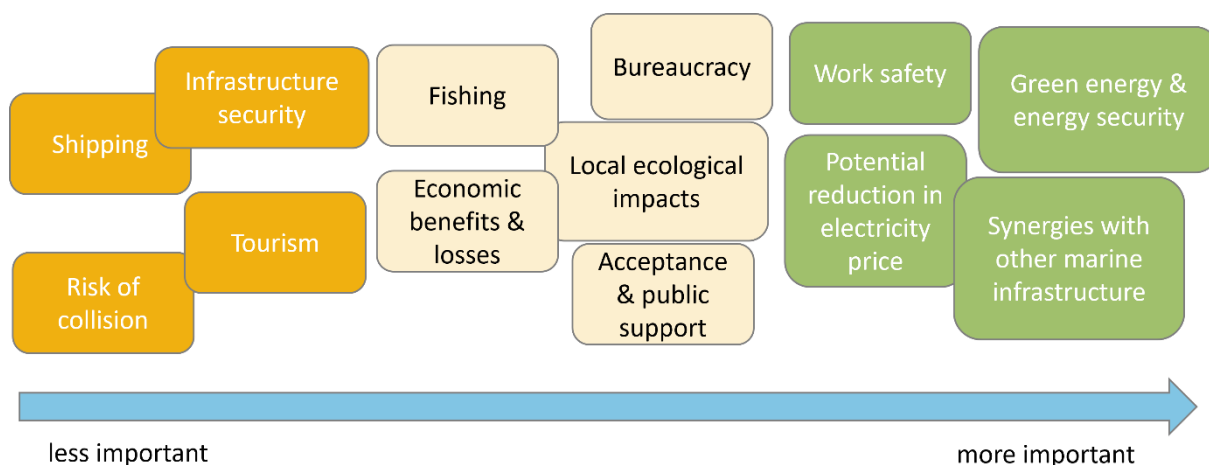 Shipping
Infrastructure
security
Fishing
Bureaucracy
Work safety
Green energy &
energy security
Risk of
collision
Tourism
Economic
benefits &
losses
Local ecological
impacts
Acceptance
& public
support
Potential
reduction in
electricity
price
Synergies with
other marine
infrastructure
less important
more important